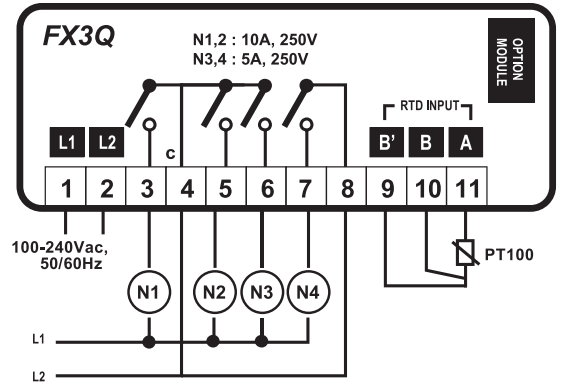 FX3Q
N1,2 : 10A, 250V
N3,4 : 5A, 250V
OPTION
MODULE
RTD INPUT
L1 L2 c B' B A
1 2 3 4 5 6 7 8 9 10 11
100-240Vac,
50/60Hz
PT100
N1 N2 N3 N4
L1
L2